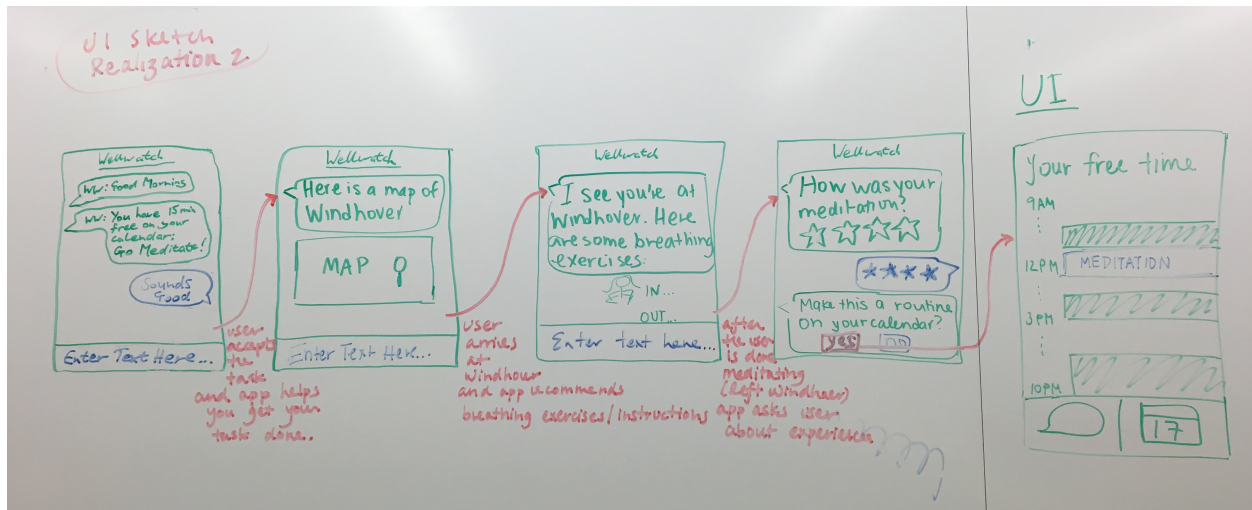 UI Sketch
Realization 2
Wellwatch
WW: Good Morning
WW: You have 15 min
free on your
calendar;
Go Meditate!
Sounds
Good
Enter Text Here...
user
accepts
the
task
and app helps
you get your
task done..
Wellwatch
Here is a map of
Windhover
MAP
Enter Text Here...
user
arrives
at
windhover
and app recommends
breathing exercises/instructions
Wellwatch
I see you're at
Windhover. Here
are some breathing
exercises:
IN...
OUT...
Enter text here...
after
the user
is done
meditating
(left windhover)
app asks user
about experience
Wellwatch
How was your
meditation?
Make this a routine
on your calendar?
yes no
UI
Your free time
9AM
12PM MEDITATION
3PM
10PM
17